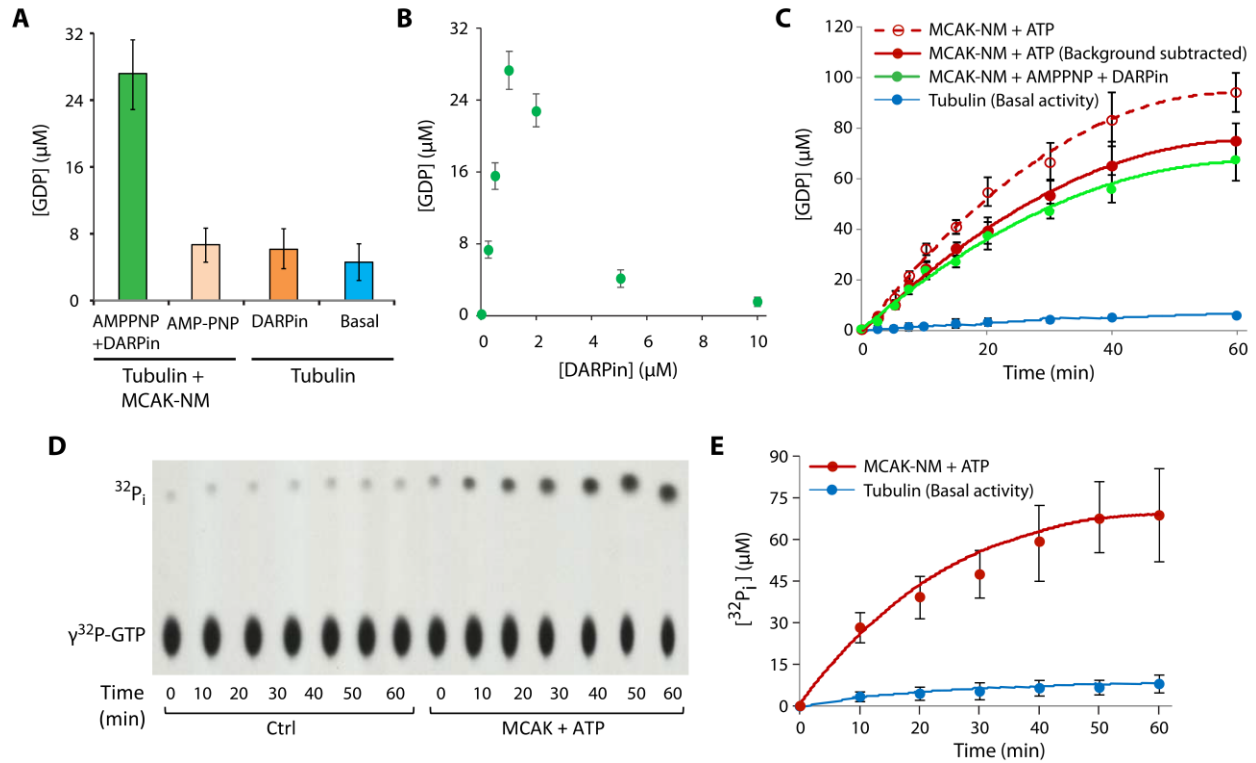 A
[GDP] (μM)
32
24
16
8
0
AMPPNP
+DARPin
AMP-PNP
DARPin
Basal
Tubulin +
MCAK-NM
Tubulin
B
[GDP] (μM)
32
24
16
8
0
0 2 4 6 8 10
[DARPin] (μM)
C
MCAK-NM + ATP
MCAK-NM + ATP (Background subtracted)
MCAK-NM + AMPPNP + DARPin
Tubulin (Basal activity)
[GDP] (μM)
120
100
80
60
40
20
0
0 20 40 60
Time (min)
D
³²Pᵢ
γ³²P-GTP
Time
(min)
0 10 20 30 40 50 60 0 10 20 30 40 50 60
Ctrl
MCAK + ATP
E
MCAK-NM + ATP
Tubulin (Basal activity)
[³²Pᵢ] (μM)
90
75
60
45
30
15
0
0 10 20 30 40 50 60
Time (min)